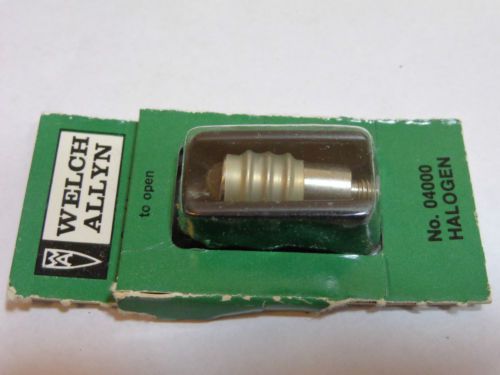 WELCH
ALLYN
to open
No. 04000
HALOGEN